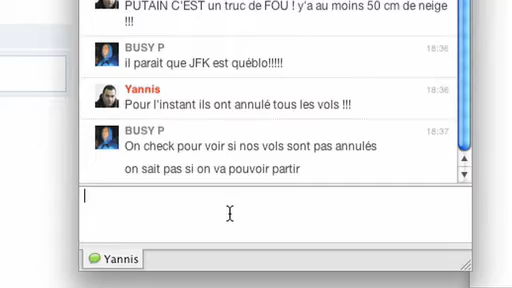 PUTAIN C'EST un truc de FOU ! y'a au moins 50 cm de neige
!!!
BUSY P 18:36
il parait que JFK est québlo!!!!!
Yannis 18:36
Pour l'instant ils ont annulé tous les vols !!!
BUSY P 18:37
On check pour voir si nos vols sont pas annulés
on sait pas si on va pouvoir partir
Yannis